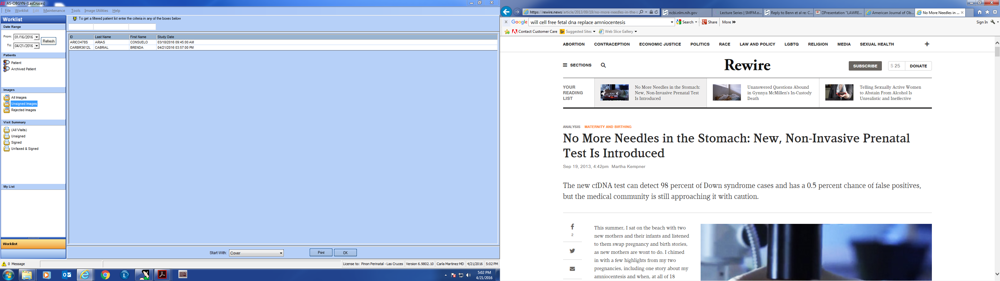 AS-OBGYN-(LasCruces)
File Worklist Edit Maintenance Tools Image Utilities Help
Worklist
To get a filtered patient list enter the criteria in any of the boxes below
Date Range
From: 01/16/2016
Refresh
To: 04/21/2016
Patients
Patient
Archived Patient
Images
All Images
Unsigned Images
Rejected Images
Visit Summary
(All Visits)
Unsigned
Signed
Unfaxed & Signed
My List
Worklist
ID Last Name First Name Study Date
ARICO478S ARIAS CONSUELO 03/18/2016 09:45:00 AM
CARBR3612L CABRAL BRENDA 04/21/2016 03:57:00 PM
Start With: Cover Print OK
0 Message
License to: Pinon Perinatal - Las Cruces Version 6.9802.10 Carla Martinez MD 4/21/2016 5:02 PM
5:02 PM
4/21/2016
https://rewire.news/article/2013/09/19/no-more-needles-in-the-s
ncbi.nlm.nih.gov Lecture Series | SMFM.o... Reply to Benn et al re: C... Presentation "LAWRE... American Journal of Ob... No More Needles in ...
x Google will cell free fetal dna replace amniocentesis Search Share More » Sign In
Contact Customer Care Suggested Sites Web Slice Gallery
ABORTION CONTRACEPTION ECONOMIC JUSTICE POLITICS RACE LAW AND POLICY LGBTQ RELIGION MEDIA SEXUAL HEALTH +
SECTIONS
Rewire
SUBSCRIBE $ 25 DONATE
YOUR
READING
LIST
No More Needles in the Stomach:
New, Non-Invasive Prenatal Test
Is Introduced
Unanswered Questions Abound
in Gynnya McMillen's In-Custody
Death
Telling Sexually Active Women
to Abstain From Alcohol Is
Unrealistic and Ineffective
ANALYSIS MATERNITY AND BIRTHING
No More Needles in the Stomach: New, Non-Invasive Prenatal
Test Is Introduced
Sep 19, 2013, 4:42pm Martha Kempner
The new cfDNA test can detect 98 percent of Down syndrome cases and has a 0.5 percent chance of false positives,
but the medical community is still approaching it with caution.
2
This summer, I sat on the beach with two
new mothers and their infants and listened
to them swap pregnancy and birth stories,
as new mothers are wont to do. I chimed
in with a few highlights from my two
pregnancies, including one story about my
amniocentesis and when, at all of 18